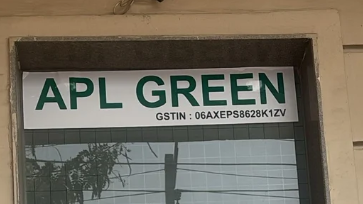 APL GREEN
GSTIN : 06AXEPS8628K1ZV